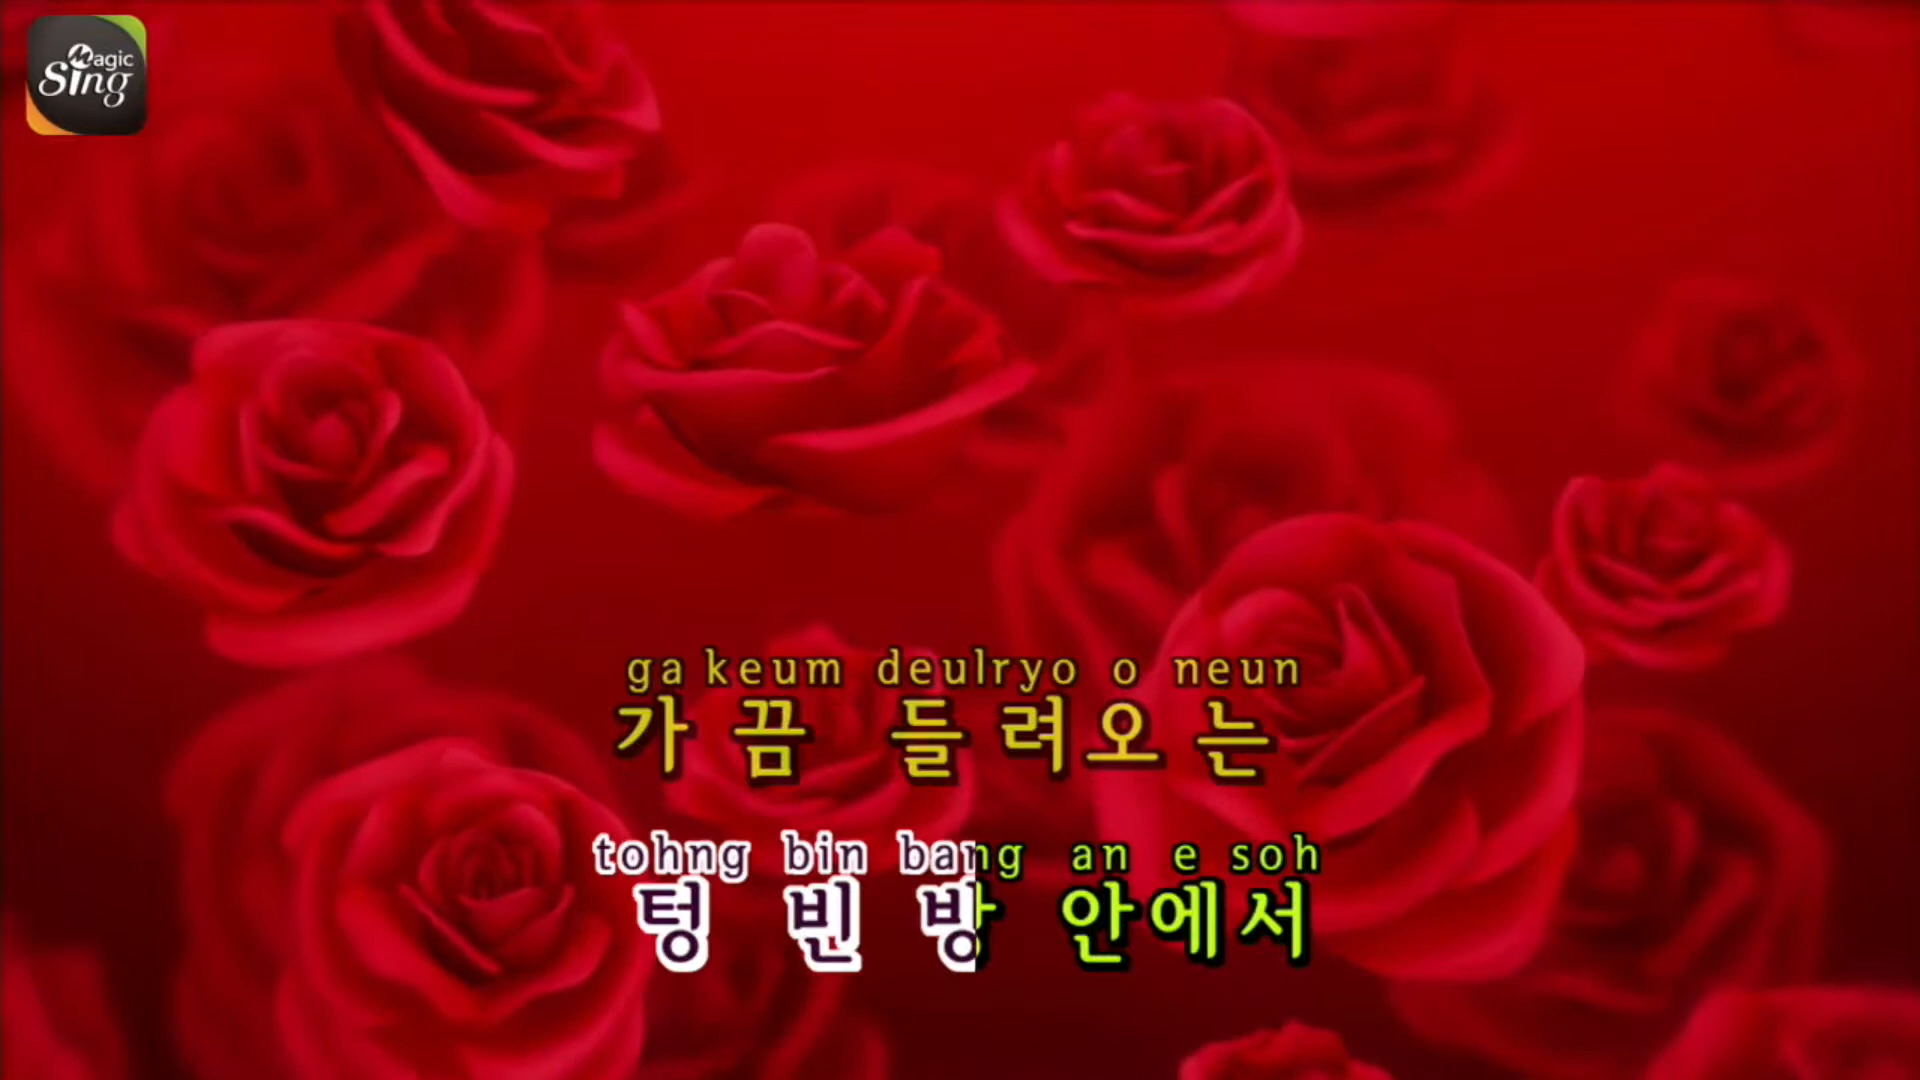 Magic
Sing
ga keum deulryo o neun
가 끔 들 려오 는
tohng bin bang an e soh
텅 빈 방 안에서